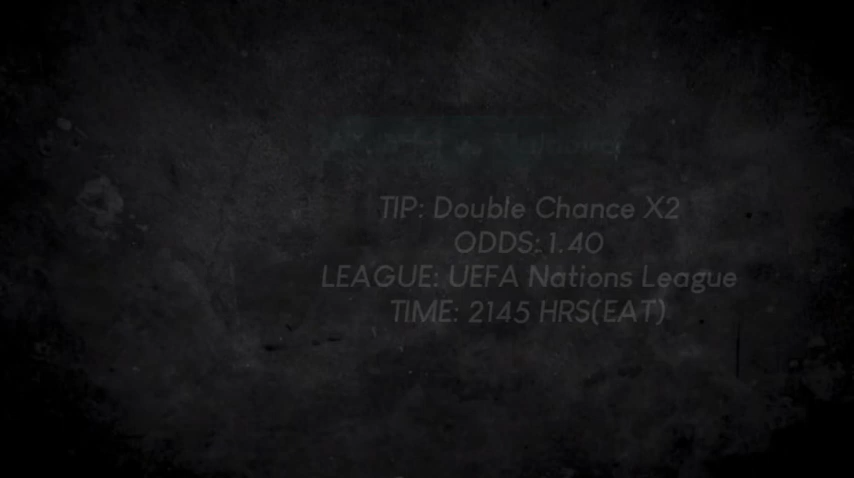 TIP: Double Chance X2
ODDS: 1.40
LEAGUE: UEFA Nations League
TIME: 2145 HRS(EAT)